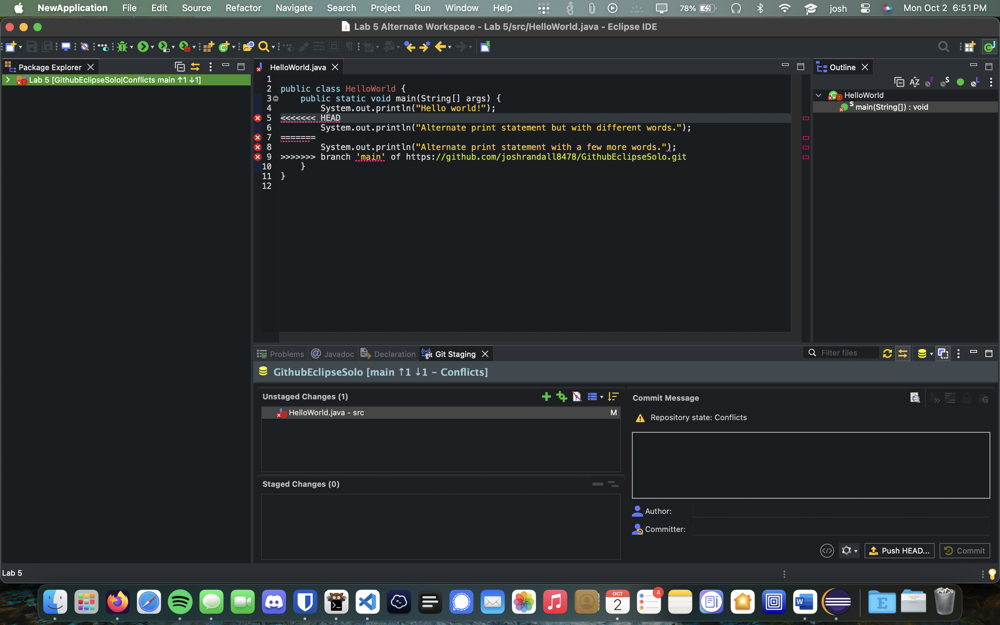 NewApplication File Edit Source Refactor Navigate Search Project Run Window Help 78% josh Mon Oct 2 6:51 PM
Lab 5 Alternate Workspace - Lab 5/src/HelloWorld.java - Eclipse IDE
Package Explorer
Lab 5 [GithubEclipseSolo|Conflicts main ↑1 ↓1]
HelloWorld.java
1
2 public class HelloWorld {
3 public static void main(String[] args) {
4 System.out.println("Hello world!");
5 <<<<<<< HEAD
6 System.out.println("Alternate print statement but with different words.");
7 =======
8 System.out.println("Alternate print statement with a few more words.");
9 >>>>>>> branch 'main' of https://github.com/joshrandall8478/GithubEclipseSolo.git
10 }
11 }
12
Outline
HelloWorld
main(String[]) : void
Problems Javadoc Declaration Git Staging Filter files
GithubEclipseSolo [main ↑1 ↓1 - Conflicts]
Unstaged Changes (1)
HelloWorld.java - src M
Staged Changes (0)
Commit Message
Repository state: Conflicts
Author:
Committer:
Push HEAD... Commit
Lab 5
OCT
2
4